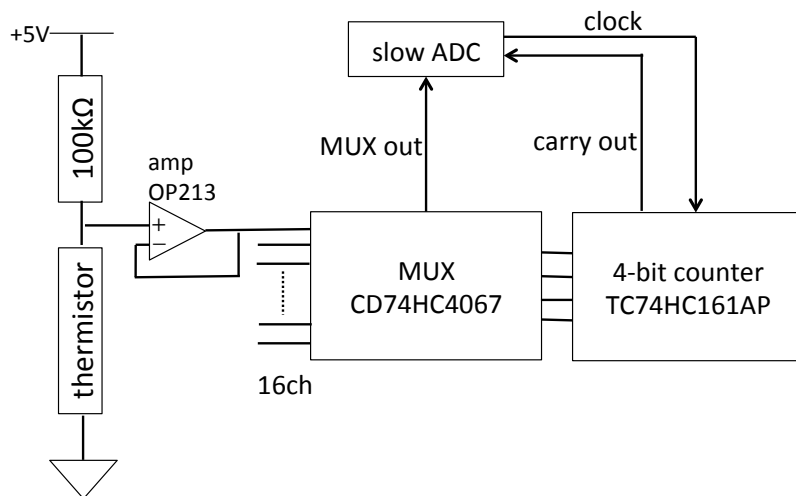 +5V
100kΩ
thermistor
amp
OP213
+
−
16ch
slow ADC
clock
MUX out
carry out
MUX
CD74HC4067
4-bit counter
TC74HC161AP